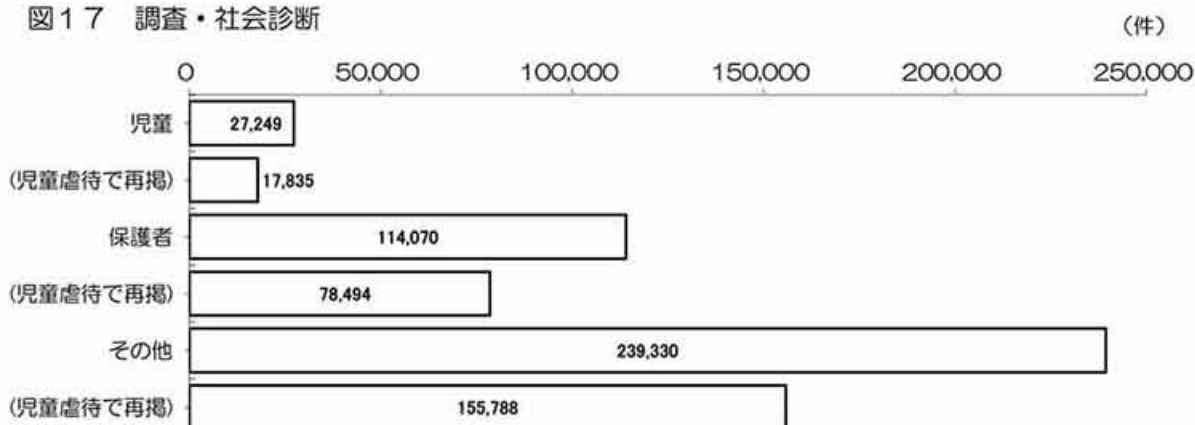 図17　調査・社会診断
（件）
0 50,000 100,000 150,000 200,000 250,000
児童 27,249
(児童虐待で再掲) 17,835
保護者 114,070
(児童虐待で再掲) 78,494
その他 239,330
(児童虐待で再掲) 155,788